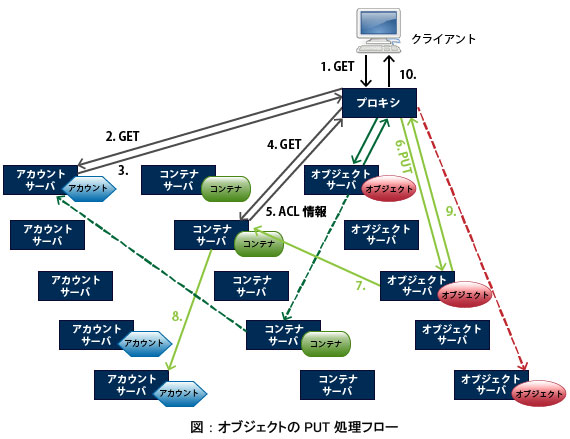 クライアント
1. GET
10.
プロキシ
2. GET
3.
4. GET
6. PUT
アカウント
サーバ
アカウント
コンテナ
サーバ
コンテナ
オブジェクト
サーバ
オブジェクト
5. ACL 情報
9.
アカウント
サーバ
コンテナ
サーバ
コンテナ
オブジェクト
サーバ
アカウント
サーバ
コンテナ
サーバ
7.
オブジェクト
サーバ
オブジェクト
8.
アカウント
サーバ
アカウント
コンテナ
サーバ
コンテナ
オブジェクト
サーバ
アカウント
サーバ
アカウント
コンテナ
サーバ
オブジェクト
サーバ
オブジェクト
図：オブジェクトの PUT 処理フロー